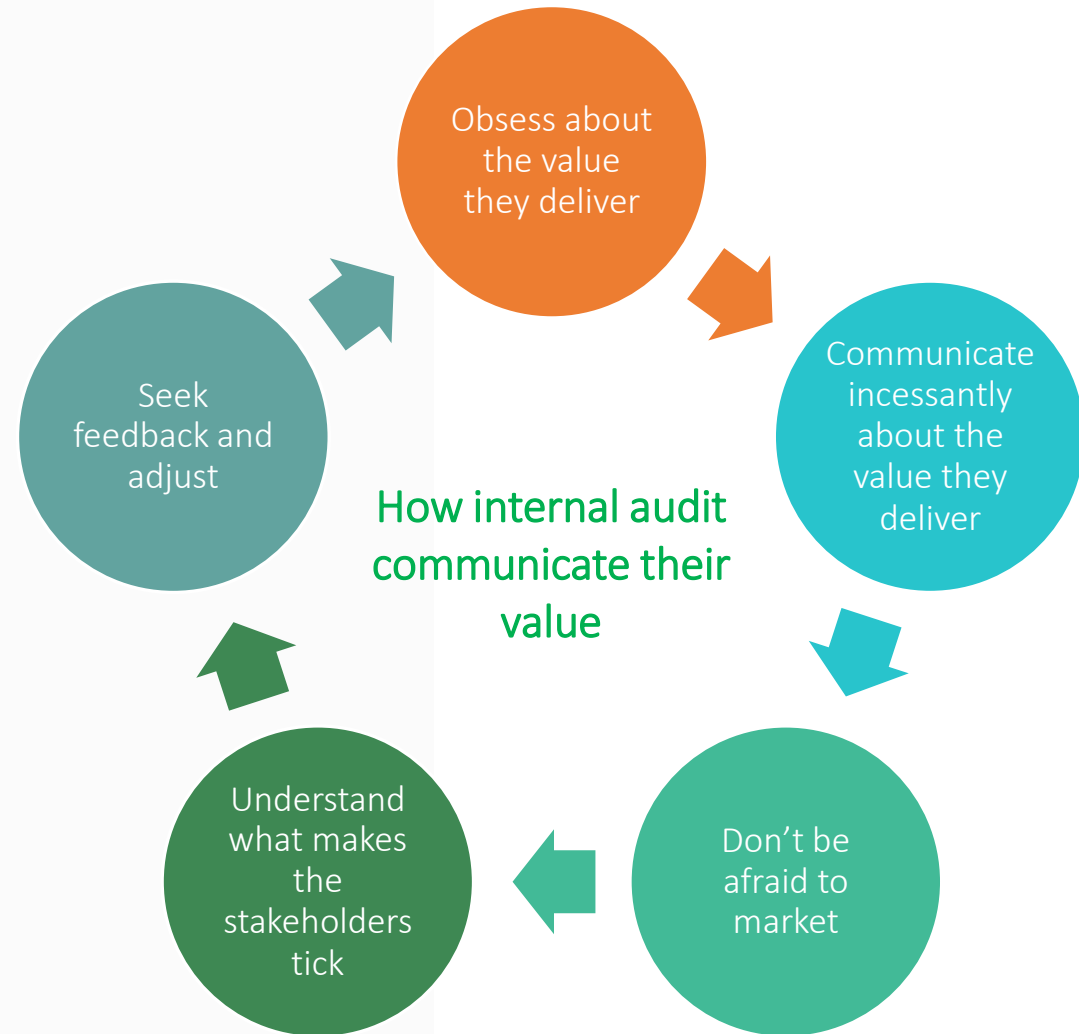 Obsess about
the value
they deliver
Communicate
incessantly
about the
value they
deliver
Don’t be
afraid to
market
Understand
what makes
the
stakeholders
tick
Seek
feedback and
adjust
How internal audit
communicate their
value